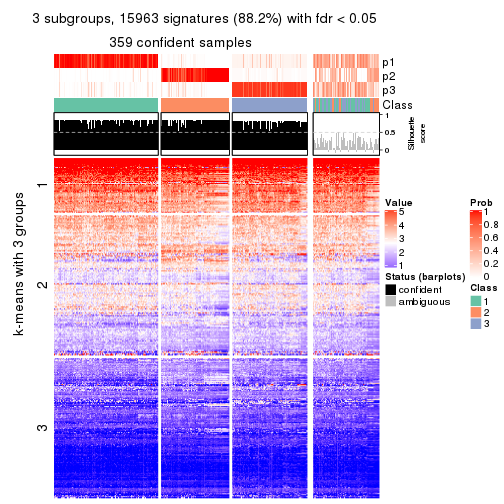 3 subgroups, 15963 signatures (88.2%) with fdr < 0.05
359 confident samples
p1
p2
p3
Class
1
0.5
0
Silhouette
score
k-means with 3 groups
1
2
3
Value
5
4
3
2
1
Status (barplots)
confident
ambiguous
Prob
1
0.8
0.6
0.4
0.2
0
Class
1
2
3